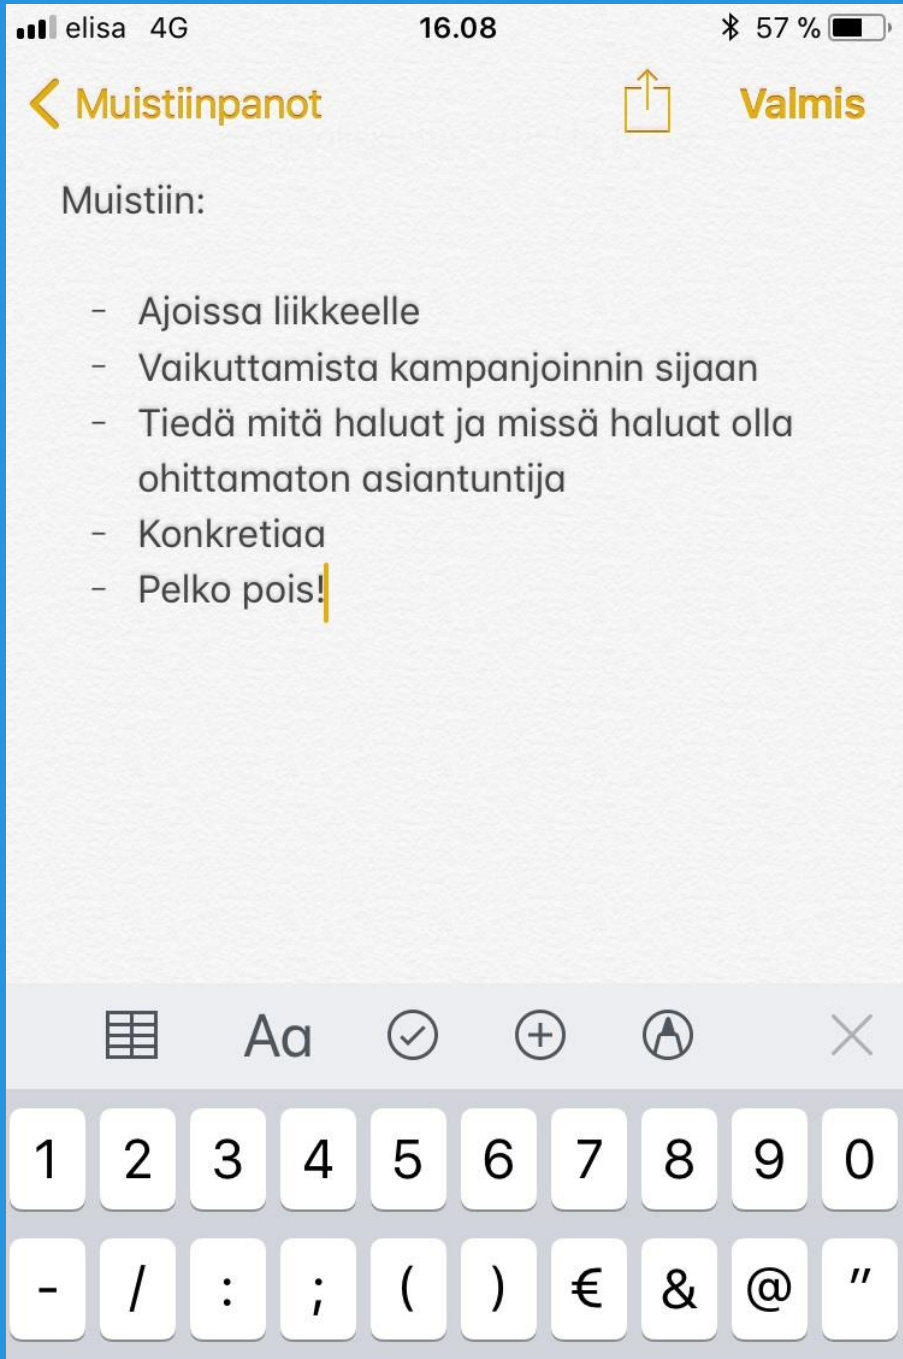 elisa 4G 16.08 57 %
Muistiinpanot Valmis
Muistiin:
- Ajoissa liikkeelle
- Vaikuttamista kampanjoinnin sijaan
- Tiedä mitä haluat ja missä haluat olla
ohittamaton asiantuntija
- Konkretiaa
- Pelko pois!
Aa
1 2 3 4 5 6 7 8 9 0
- / : ; ( ) € & @ "